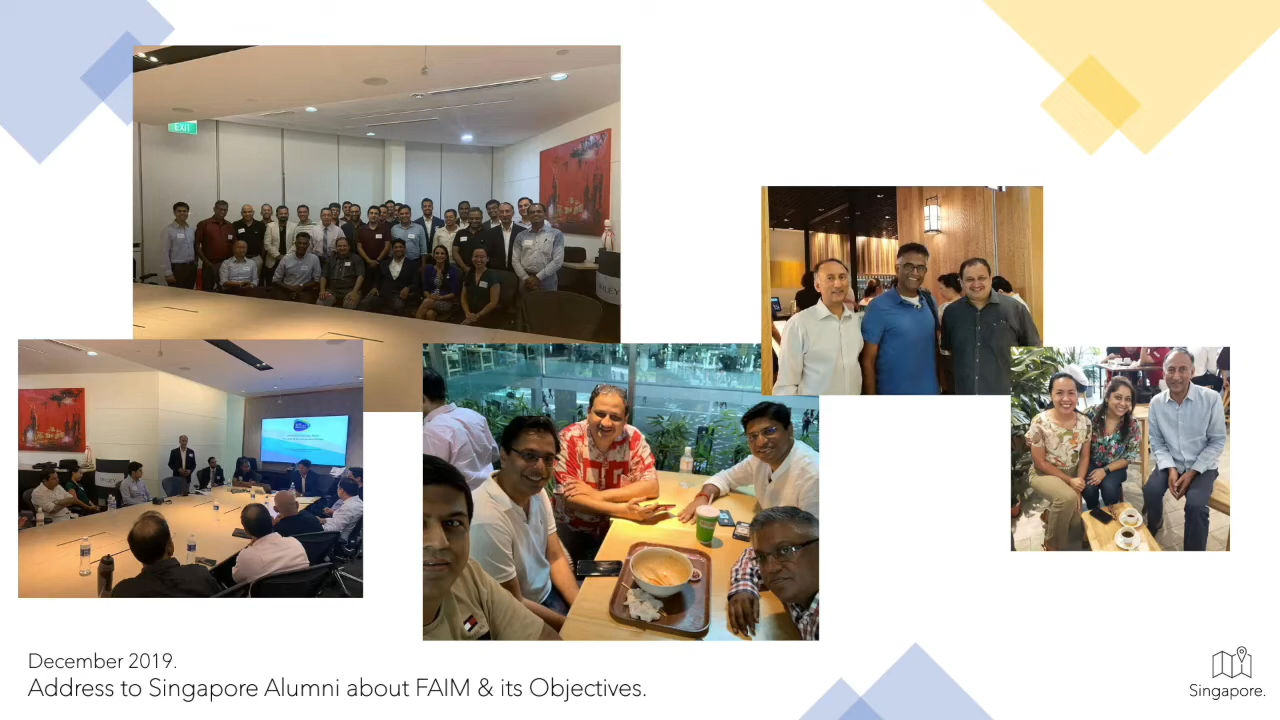 EXIT
December 2019.
Address to Singapore Alumni about FAIM & its Objectives.
Singapore.